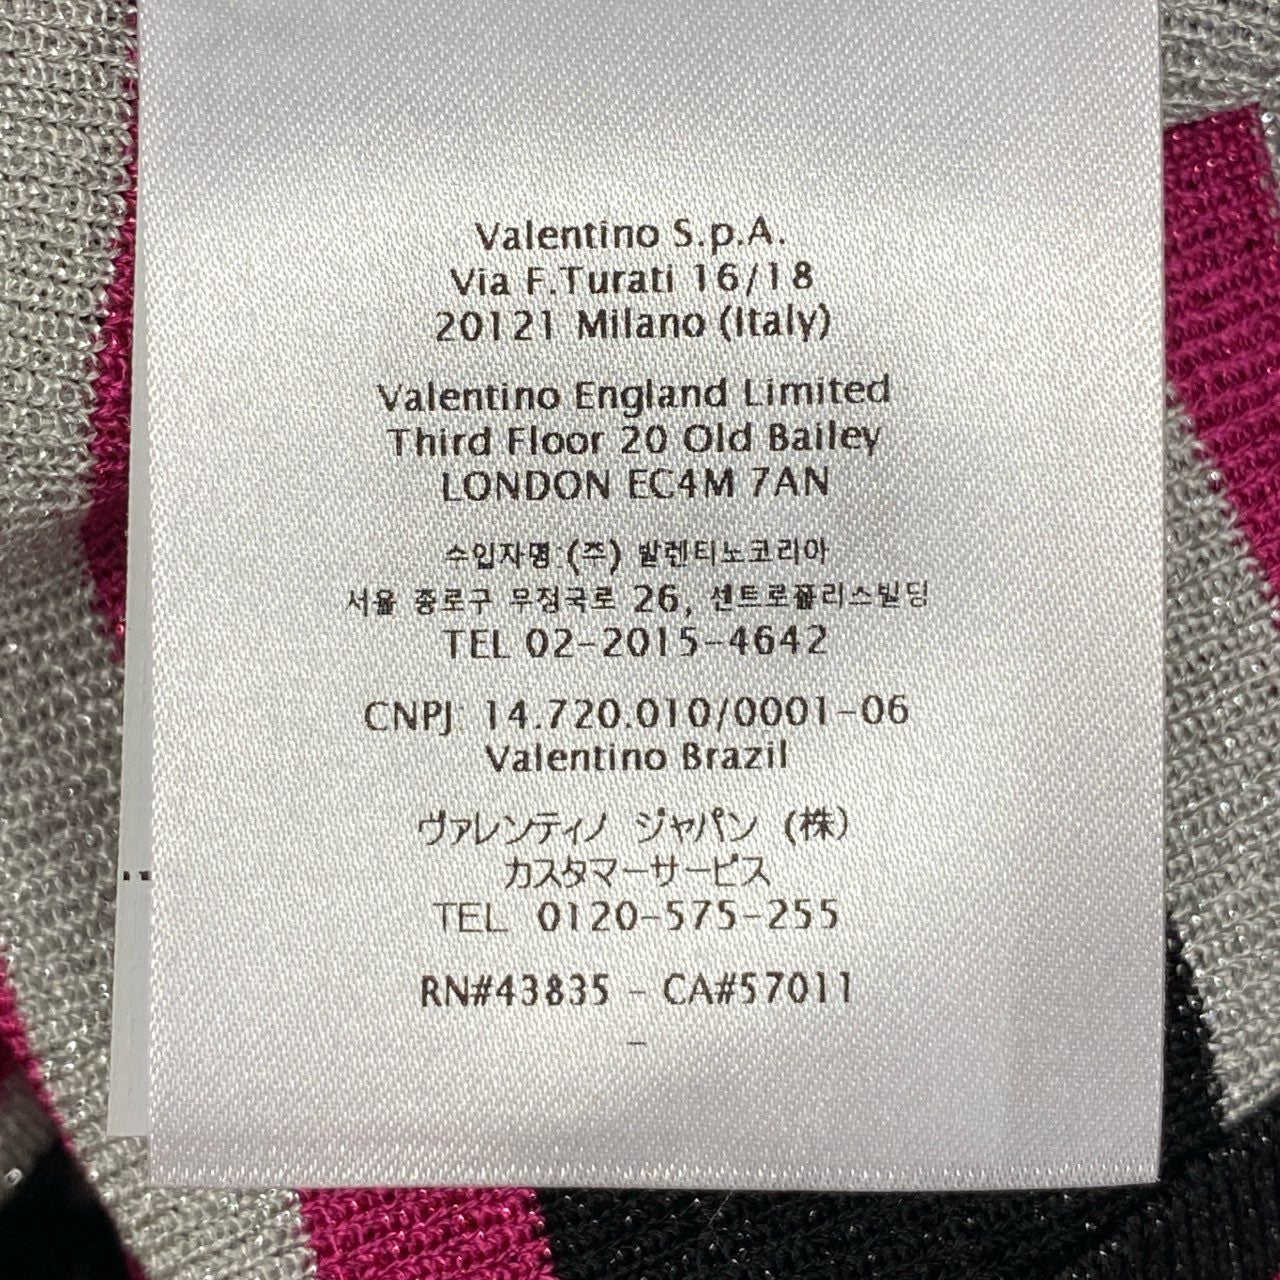 Valentino S.p.A.
Via F.Turati 16/18
20121 Milano (Italy)
Valentino England Limited
Third Floor 20 Old Bailey
LONDON EC4M 7AN
수입자명 (주) 발렌티노코리아
서울 종로구 우정국로 26, 센트로폴리스빌딩
TEL 02-2015-4642
CNPJ: 14.720.010/0001-06
Valentino Brazil
ヴァレンティノ ジャパン (株)
カスタマーサービス
TEL 0120-575-255
RN#43835 - CA#57011
-